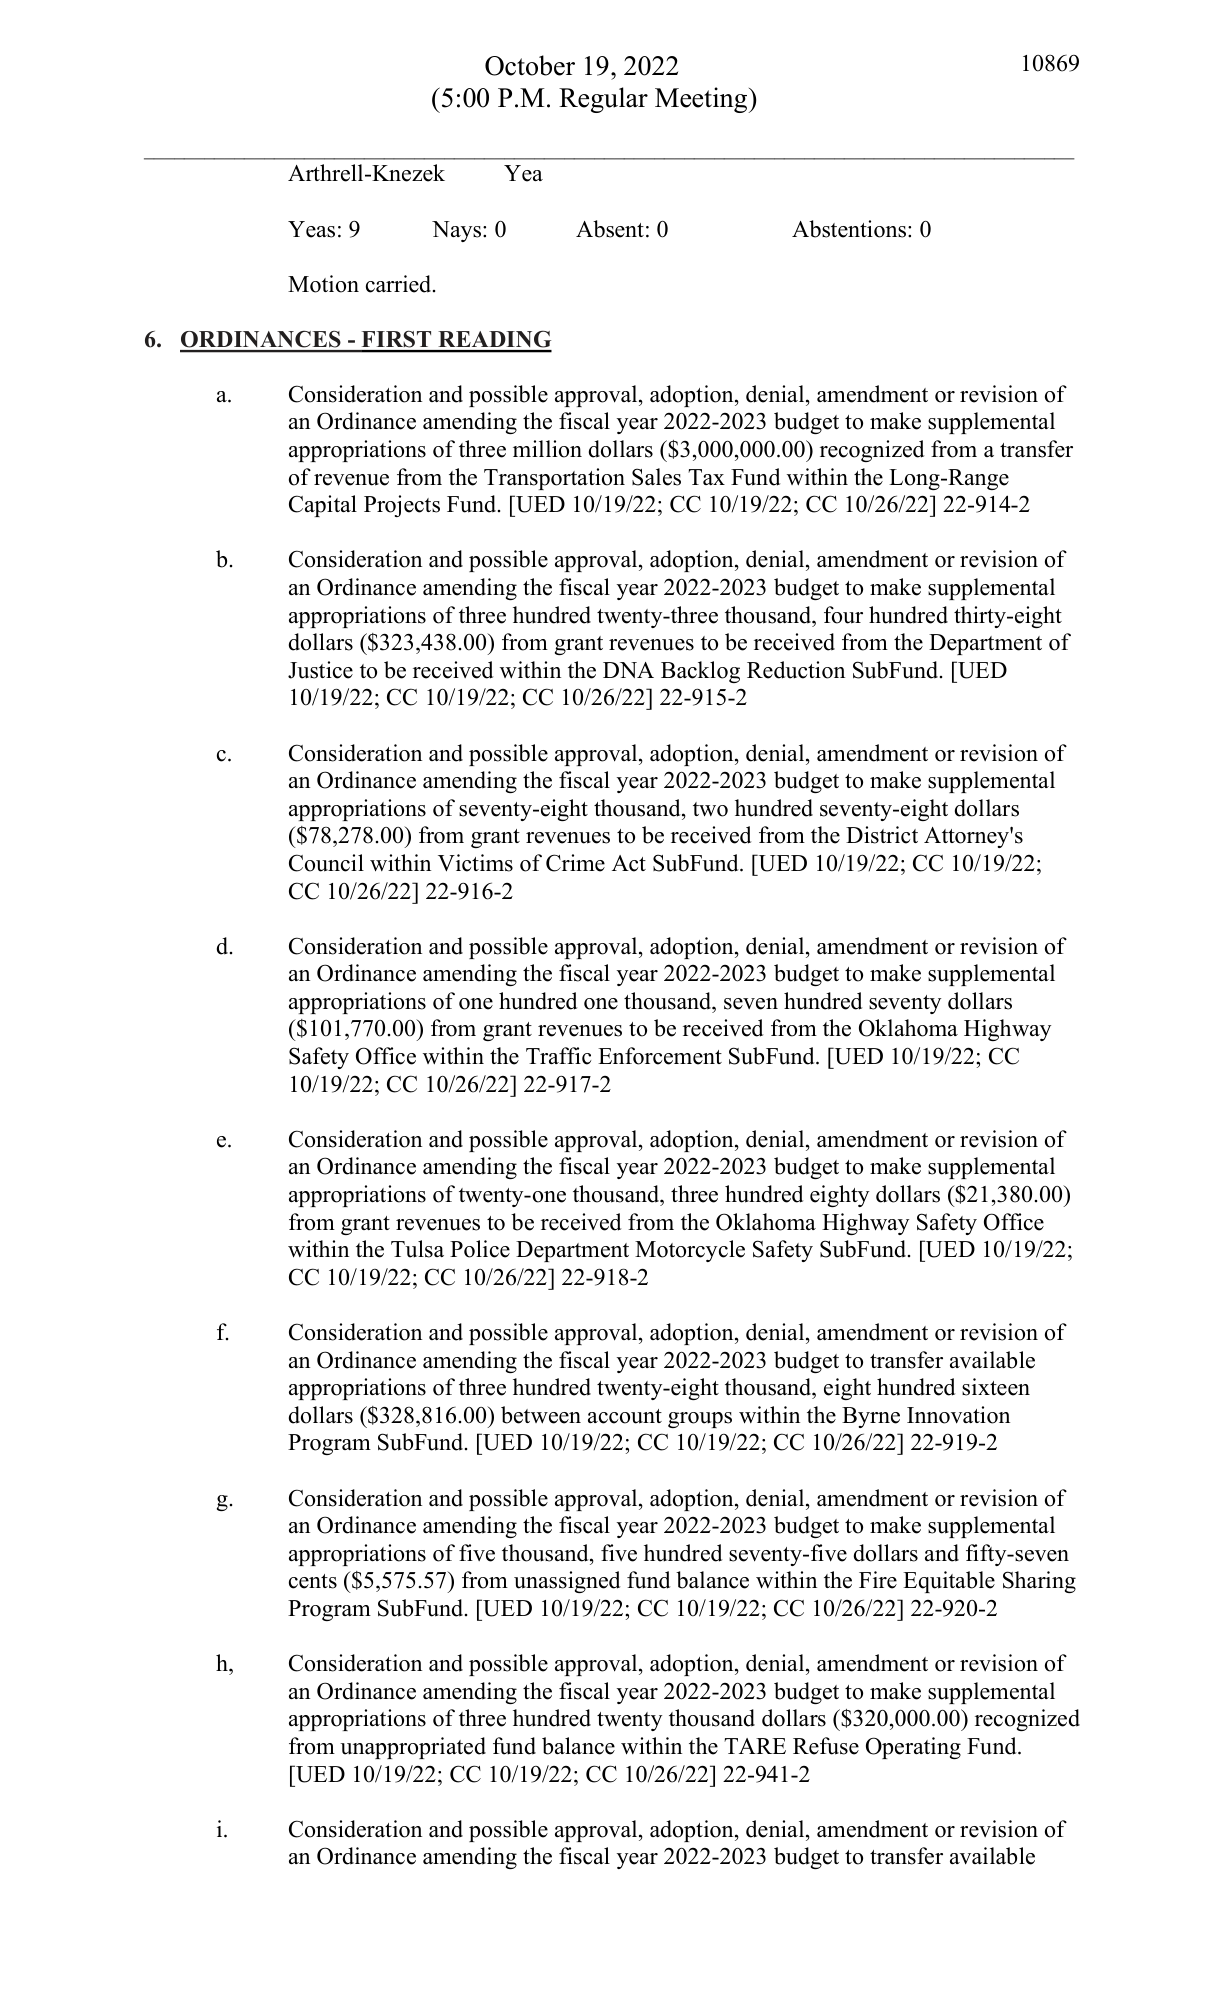 October 19, 2022
10869
(5:00 P.M. Regular Meeting)
Arthrell-Knezek Yea
Yeas: 9 Nays: 0 Absent: 0 Abstentions: 0
Motion carried.
6. ORDINANCES - FIRST READING
a. Consideration and possible approval, adoption, denial, amendment or revision of
an Ordinance amending the fiscal year 2022-2023 budget to make supplemental
appropriations of three million dollars ($3,000,000.00) recognized from a transfer
of revenue from the Transportation Sales Tax Fund within the Long-Range
Capital Projects Fund. [UED 10/19/22; CC 10/19/22; CC 10/26/22] 22-914-2
b. Consideration and possible approval, adoption, denial, amendment or revision of
an Ordinance amending the fiscal year 2022-2023 budget to make supplemental
appropriations of three hundred twenty-three thousand, four hundred thirty-eight
dollars ($323,438.00) from grant revenues to be received from the Department of
Justice to be received within the DNA Backlog Reduction SubFund. [UED
10/19/22; CC 10/19/22; CC 10/26/22] 22-915-2
c. Consideration and possible approval, adoption, denial, amendment or revision of
an Ordinance amending the fiscal year 2022-2023 budget to make supplemental
appropriations of seventy-eight thousand, two hundred seventy-eight dollars
($78,278.00) from grant revenues to be received from the District Attorney's
Council within Victims of Crime Act SubFund. [UED 10/19/22; CC 10/19/22;
CC 10/26/22] 22-916-2
d. Consideration and possible approval, adoption, denial, amendment or revision of
an Ordinance amending the fiscal year 2022-2023 budget to make supplemental
appropriations of one hundred one thousand, seven hundred seventy dollars
($101,770.00) from grant revenues to be received from the Oklahoma Highway
Safety Office within the Traffic Enforcement SubFund. [UED 10/19/22; CC
10/19/22; CC 10/26/22] 22-917-2
e. Consideration and possible approval, adoption, denial, amendment or revision of
an Ordinance amending the fiscal year 2022-2023 budget to make supplemental
appropriations of twenty-one thousand, three hundred eighty dollars ($21,380.00)
from grant revenues to be received from the Oklahoma Highway Safety Office
within the Tulsa Police Department Motorcycle Safety SubFund. [UED 10/19/22;
CC 10/19/22; CC 10/26/22] 22-918-2
f. Consideration and possible approval, adoption, denial, amendment or revision of
an Ordinance amending the fiscal year 2022-2023 budget to transfer available
appropriations of three hundred twenty-eight thousand, eight hundred sixteen
dollars ($328,816.00) between account groups within the Byrne Innovation
Program SubFund. [UED 10/19/22; CC 10/19/22; CC 10/26/22] 22-919-2
g. Consideration and possible approval, adoption, denial, amendment or revision of
an Ordinance amending the fiscal year 2022-2023 budget to make supplemental
appropriations of five thousand, five hundred seventy-five dollars and fifty-seven
cents ($5,575.57) from unassigned fund balance within the Fire Equitable Sharing
Program SubFund. [UED 10/19/22; CC 10/19/22; CC 10/26/22] 22-920-2
h, Consideration and possible approval, adoption, denial, amendment or revision of
an Ordinance amending the fiscal year 2022-2023 budget to make supplemental
appropriations of three hundred twenty thousand dollars ($320,000.00) recognized
from unappropriated fund balance within the TARE Refuse Operating Fund.
[UED 10/19/22; CC 10/19/22; CC 10/26/22] 22-941-2
i. Consideration and possible approval, adoption, denial, amendment or revision of
an Ordinance amending the fiscal year 2022-2023 budget to transfer available